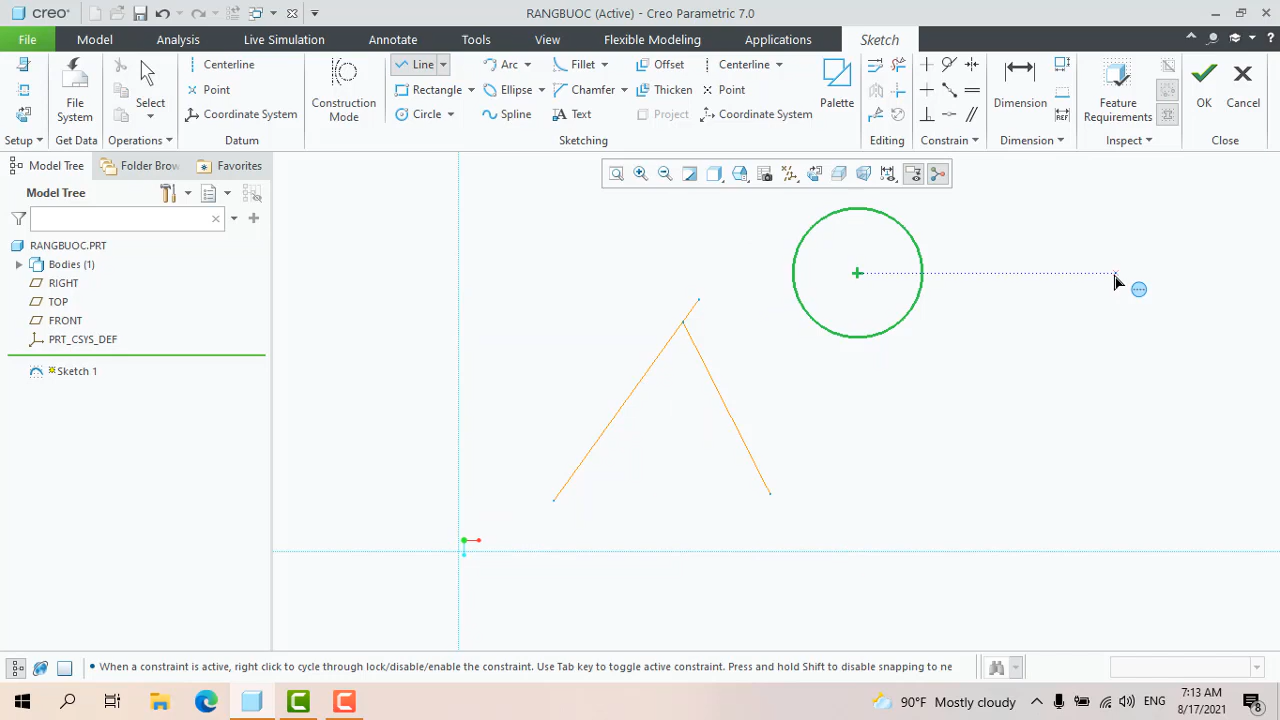 creo
RANGBUOC (Active) - Creo Parametric 7.0
File Model Analysis Live Simulation Annotate Tools View Flexible Modeling Applications Sketch
File System
Select
Centerline
Point
Coordinate System
Construction Mode
Line Arc Fillet Offset Centerline
Rectangle Ellipse Chamfer Thicken Point
Circle Spline Text Project Coordinate System
Palette
Dimension
Feature Requirements
OK Cancel
Setup Get Data Operations Datum Sketching Editing Constrain Dimension Inspect Close
Model Tree Folder Brow Favorites
Model Tree
RANGBUOC.PRT
Bodies (1)
RIGHT
TOP
FRONT
PRT_CSYS_DEF
Sketch 1
When a constraint is active, right click to cycle through lock/disable/enable the constraint. Use Tab key to toggle active constraint. Press and hold Shift to disable snapping to ne
90°F Mostly cloudy
ENG
7:13 AM
8/17/2021
8